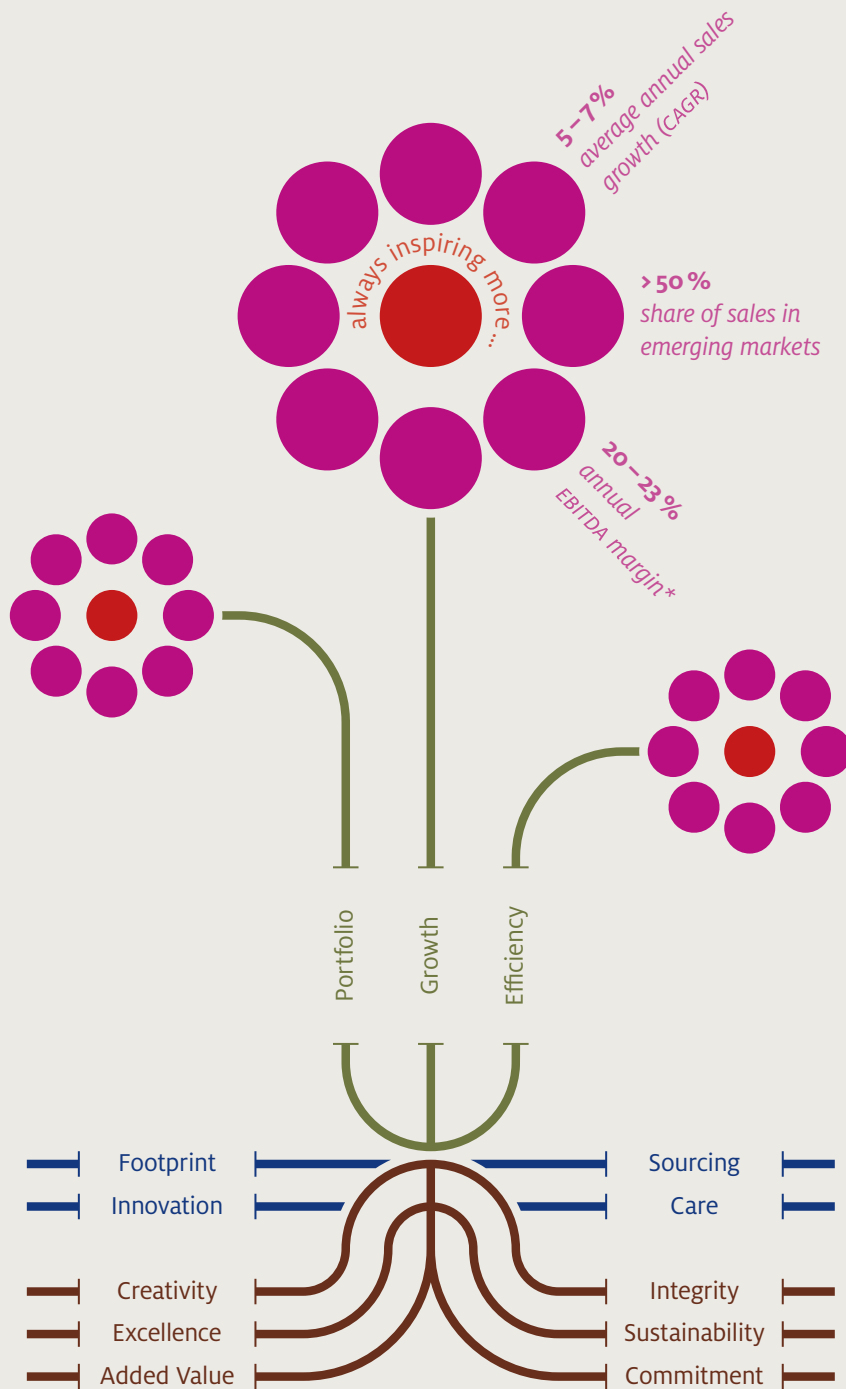 5 – 7 %
average annual sales
growth (CAGR)
always inspiring more ...
> 50 %
share of sales in
emerging markets
20 – 23 %
annual
EBITDA margin*
Portfolio
Growth
Efficiency
Footprint
Sourcing
Innovation
Care
Creativity
Integrity
Excellence
Sustainability
Added Value
Commitment